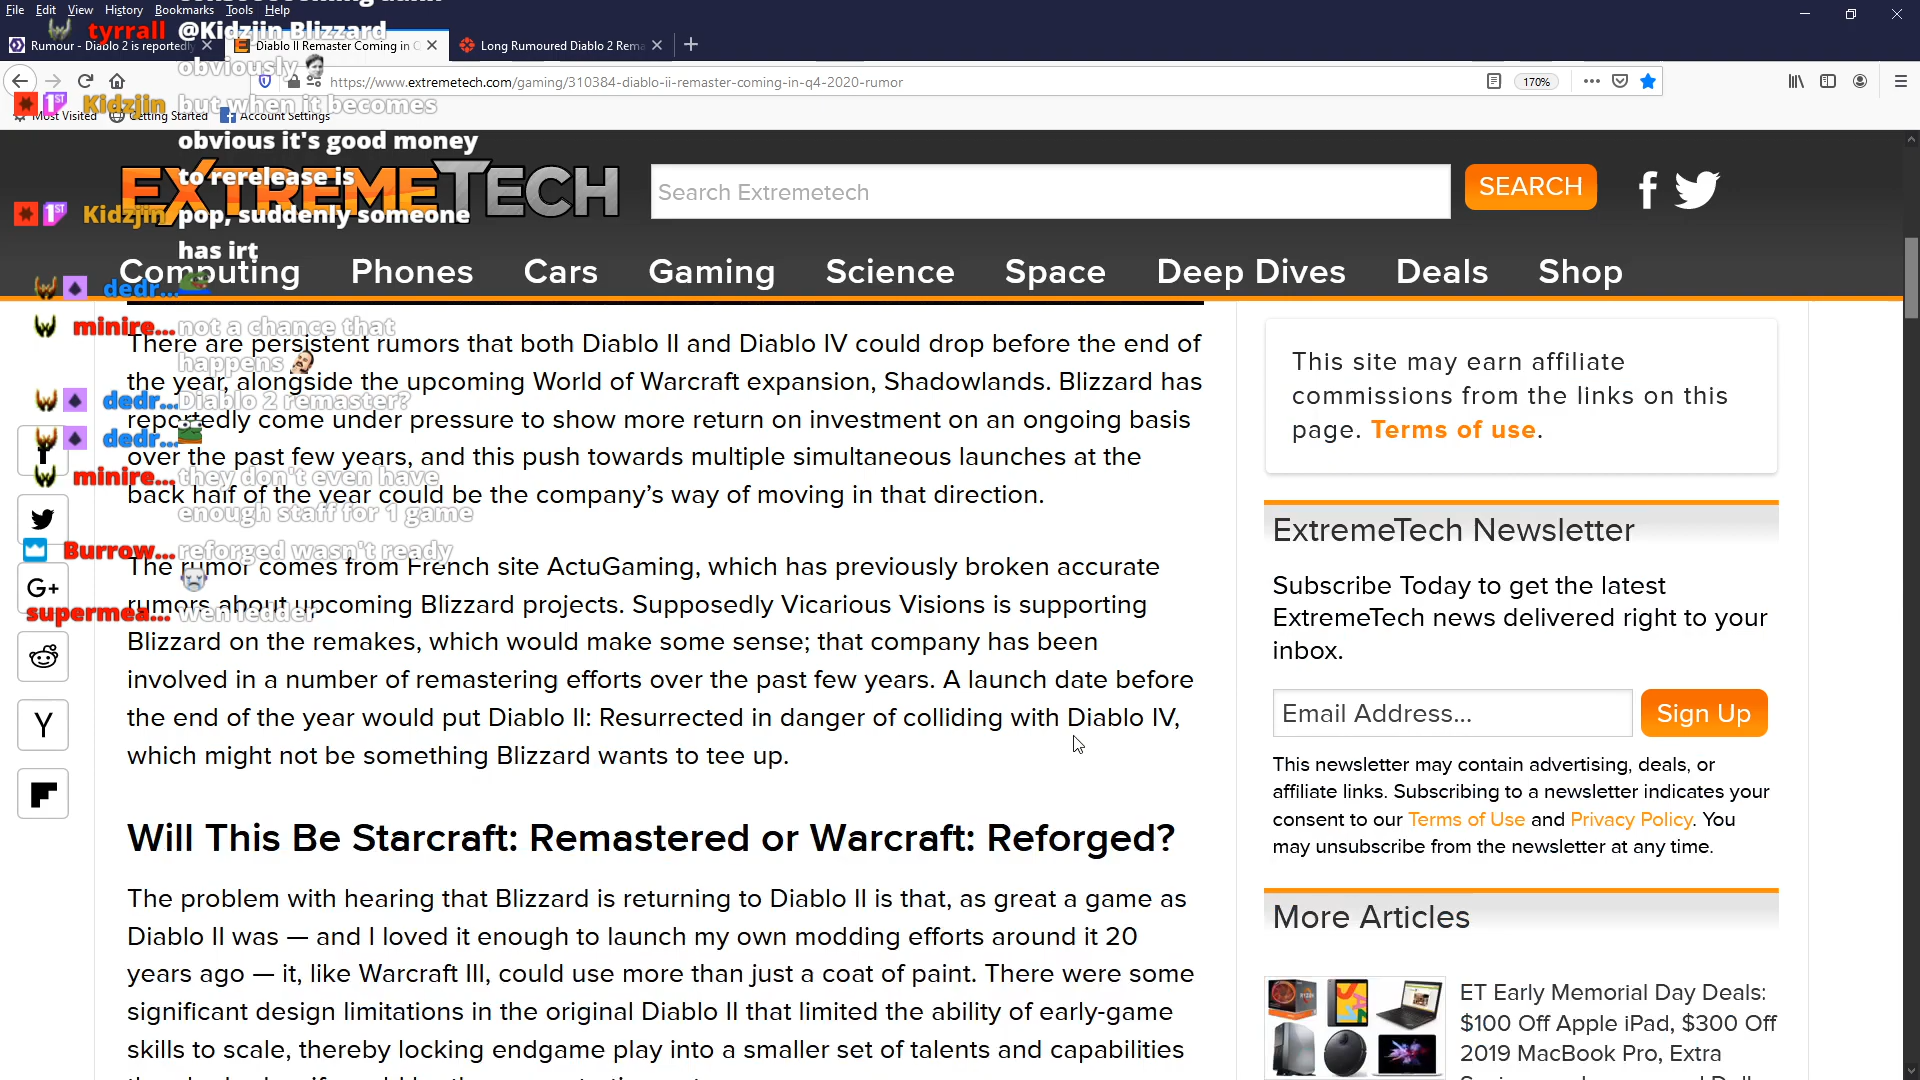 File Edit View History Bookmarks Tools Help
tyrrall @Kidzjin Blizzard
obviously
Rumour - Diablo 2 is reportedl
Diablo II Remaster Coming in
Long Rumoured Diablo 2 Rema
https://www.extremetech.com/gaming/310384-diablo-ii-remaster-coming-in-q4-2020-rumor
170%
Most Visited Getting Started Account Settings
Kidzjin but when it becomes
obvious it's good money
to rerelease is
Kidzjin pop, suddenly someone
has irt
EXTREMETECH
Search Extremetech
SEARCH
Computing Phones Cars Gaming Science Space Deep Dives Deals Shop
dedr...
minire... not a chance that
happens
dedr... Diablo 2 remaster?
dedr...
minire... they don't even have
enough staff for 1 game
Burrow... reforged wasn't ready
supermea... wen ledder
There are persistent rumors that both Diablo II and Diablo IV could drop before the end of
the year, alongside the upcoming World of Warcraft expansion, Shadowlands. Blizzard has
reportedly come under pressure to show more return on investment on an ongoing basis
over the past few years, and this push towards multiple simultaneous launches at the
back half of the year could be the company’s way of moving in that direction.
The rumor comes from French site ActuGaming, which has previously broken accurate
rumors about upcoming Blizzard projects. Supposedly Vicarious Visions is supporting
Blizzard on the remakes, which would make some sense; that company has been
involved in a number of remastering efforts over the past few years. A launch date before
the end of the year would put Diablo II: Resurrected in danger of colliding with Diablo IV,
which might not be something Blizzard wants to tee up.
Will This Be Starcraft: Remastered or Warcraft: Reforged?
The problem with hearing that Blizzard is returning to Diablo II is that, as great a game as
Diablo II was — and I loved it enough to launch my own modding efforts around it 20
years ago — it, like Warcraft III, could use more than just a coat of paint. There were some
significant design limitations in the original Diablo II that limited the ability of early-game
skills to scale, thereby locking endgame play into a smaller set of talents and capabilities
G+
This site may earn affiliate
commissions from the links on this
page. Terms of use.
ExtremeTech Newsletter
Subscribe Today to get the latest
ExtremeTech news delivered right to your
inbox.
Email Address...
Sign Up
This newsletter may contain advertising, deals, or
affiliate links. Subscribing to a newsletter indicates your
consent to our Terms of Use and Privacy Policy. You
may unsubscribe from the newsletter at any time.
More Articles
ET Early Memorial Day Deals:
$100 Off Apple iPad, $300 Off
2019 MacBook Pro, Extra